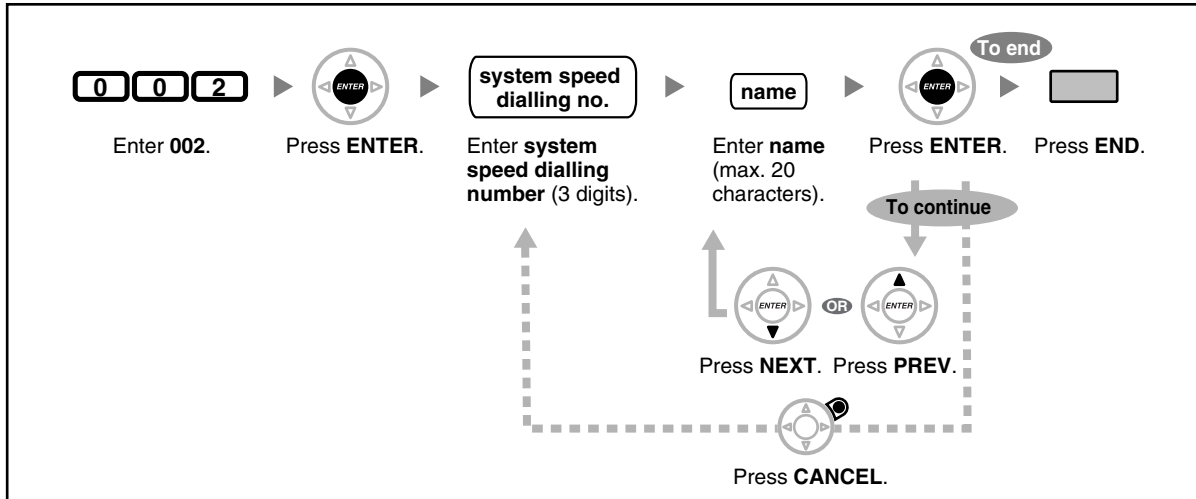 To end
0 0 2
ENTER
system speed
dialling no.
name
ENTER
Enter 002.
Press ENTER.
Enter system
speed dialling
number (3 digits).
Enter name
(max. 20
characters).
Press ENTER.
Press END.
To continue
ENTER
OR
ENTER
Press NEXT.
Press PREV.
Press CANCEL.